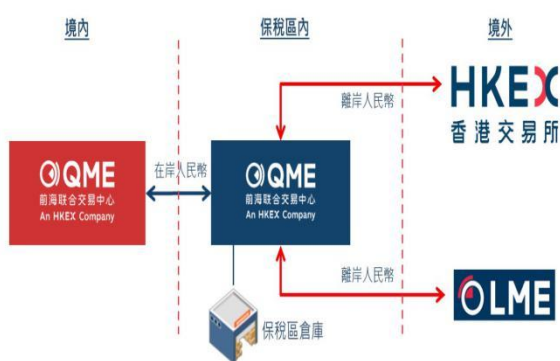 境內
保稅區內
境外
離岸人民幣
HKEX
香港交易所
QME
前海联合交易中心
An HKEX Company
在岸人民幣
QME
前海联合交易中心
An HKEX Company
離岸人民幣
LME
保稅區倉庫